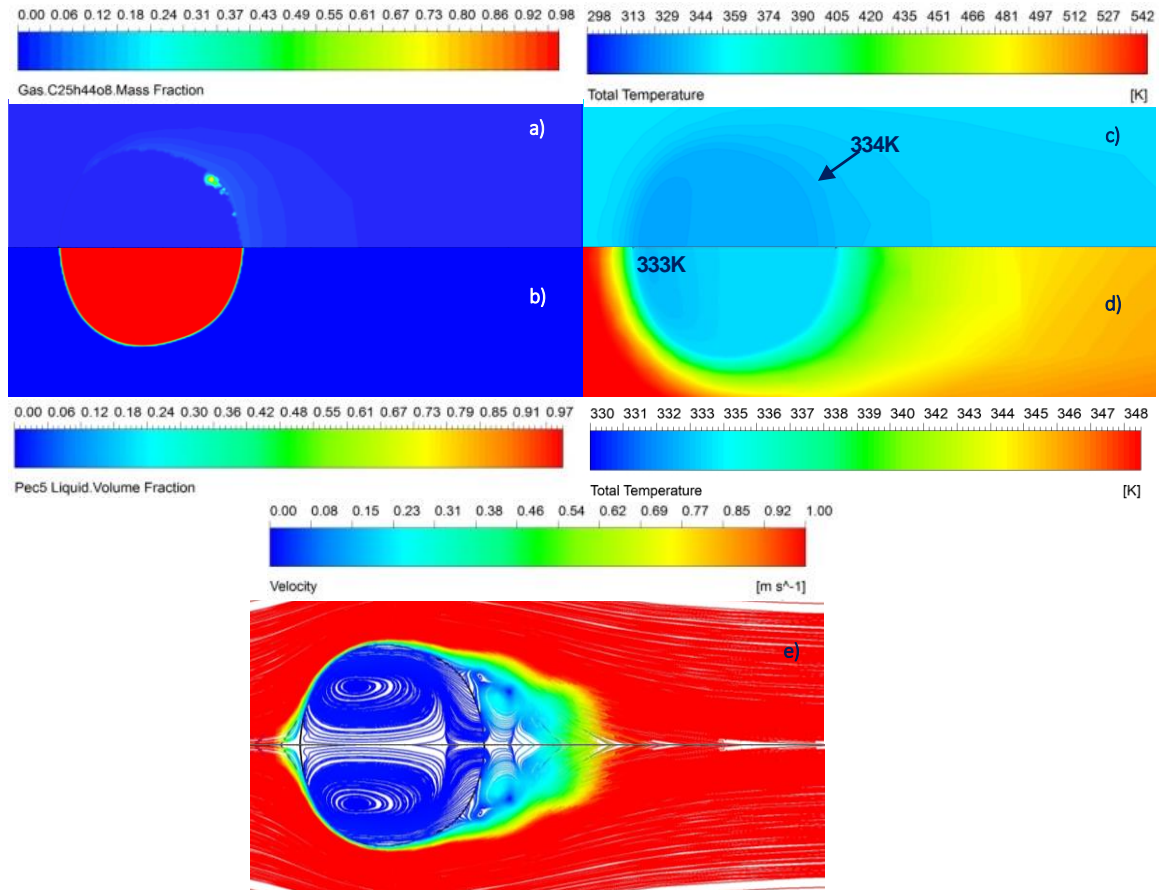 0.00 0.06 0.12 0.18 0.24 0.31 0.37 0.43 0.49 0.55 0.61 0.67 0.73 0.80 0.86 0.92 0.98
Gas.C25h44o8.Mass Fraction
298 313 329 344 359 374 390 405 420 435 451 466 481 497 512 527 542
Total Temperature [K]
a)
b)
c)
334K
333K
d)
0.00 0.06 0.12 0.18 0.24 0.30 0.36 0.42 0.48 0.55 0.61 0.67 0.73 0.79 0.85 0.91 0.97
Pec5 Liquid.Volume Fraction
330 331 332 333 335 336 337 338 339 340 342 343 344 345 346 347 348
Total Temperature [K]
0.00 0.08 0.15 0.23 0.31 0.38 0.46 0.54 0.62 0.69 0.77 0.85 0.92 1.00
Velocity [m s^-1]
e)